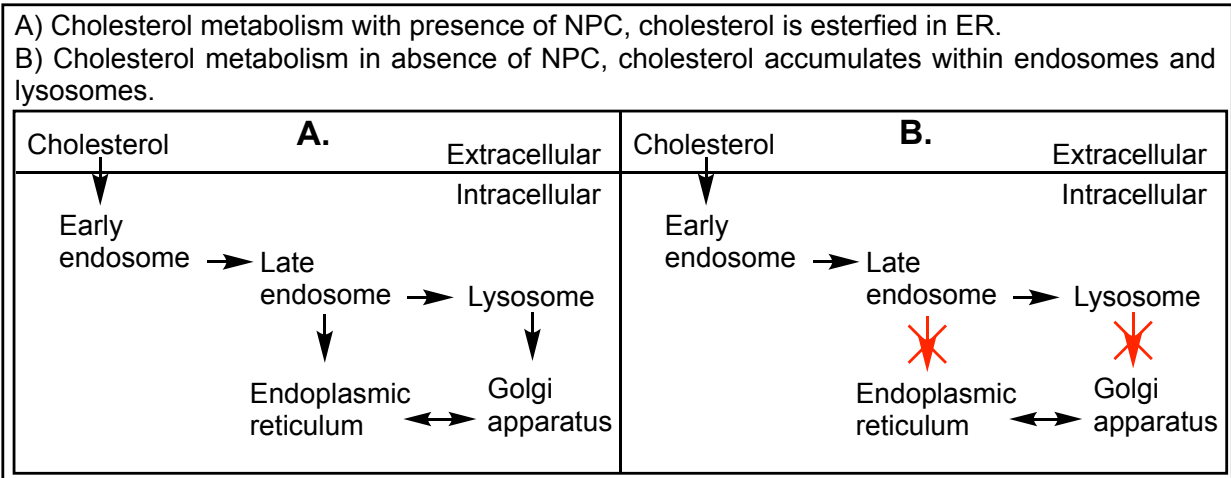 A) Cholesterol metabolism with presence of NPC, cholesterol is esterfied in ER.
B) Cholesterol metabolism in absence of NPC, cholesterol accumulates within endosomes and
lysosomes.
A.
Cholesterol
Extracellular
Intracellular
Early
endosome
Late
endosome
Lysosome
Endoplasmic
reticulum
Golgi
apparatus
B.
Cholesterol
Extracellular
Intracellular
Early
endosome
Late
endosome
Lysosome
Endoplasmic
reticulum
Golgi
apparatus